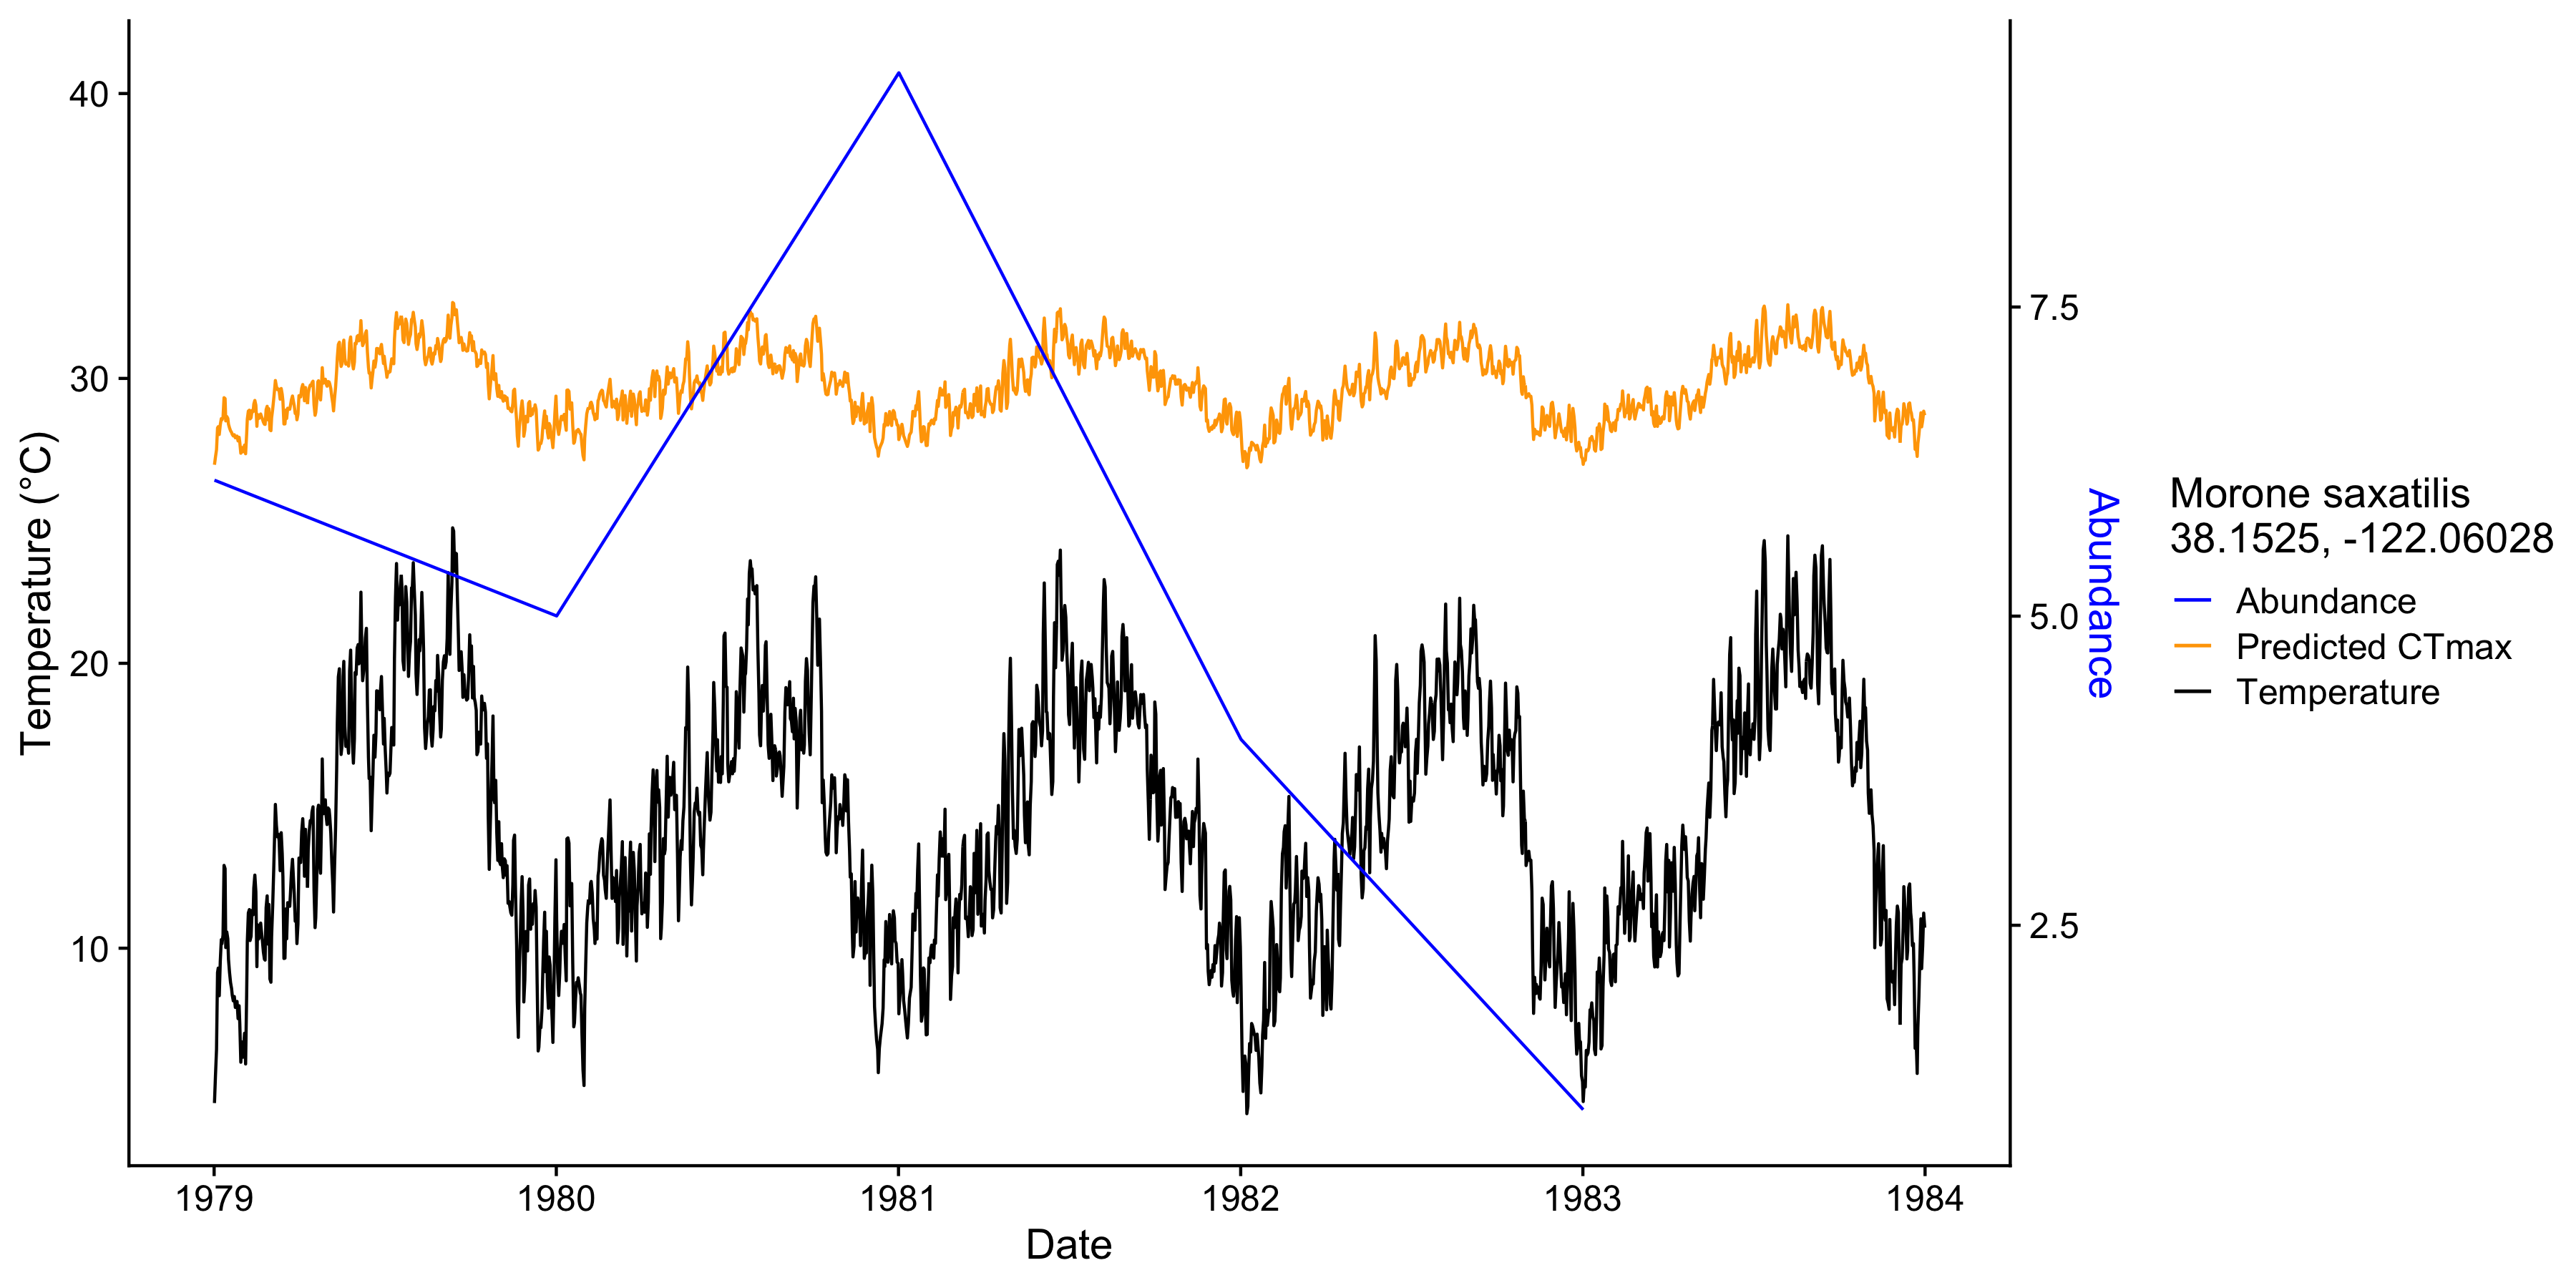 40
30
20
10
Temperature (°C)
1979
1980
1981
1982
1983
1984
Date
7.5
5.0
2.5
Abundance
Morone saxatilis
38.1525, -122.06028
Abundance
Predicted CTmax
Temperature